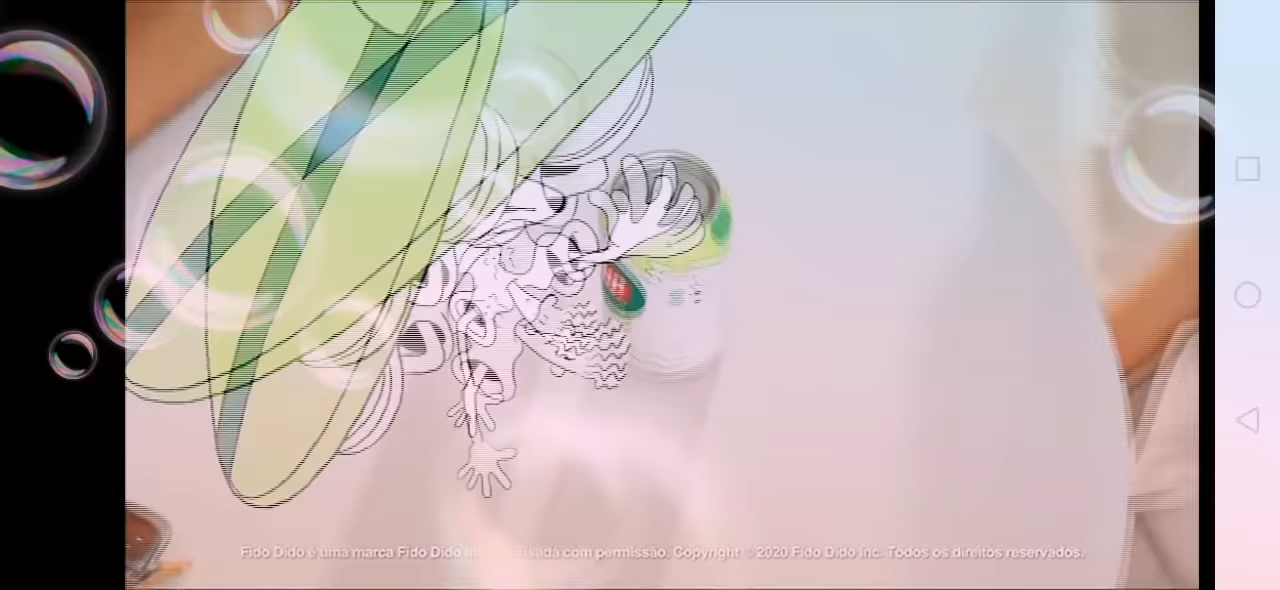 Fido Dido é uma marca Fido Dido usada com permissão. Copyright ©2020 Fido Dido Inc. Todos os direitos reservados.